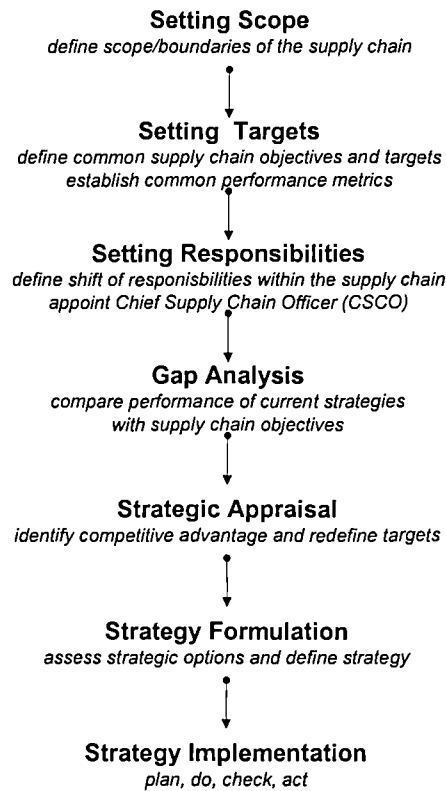 Setting Scope
define scope/boundaries of the supply chain
Setting Targets
define common supply chain objectives and targets
establish common performance metrics
Setting Responsibilities
define shift of responisbilities within the supply chain
appoint Chief Supply Chain Officer (CSCO)
Gap Analysis
compare performance of current strategies
with supply chain objectives
Strategic Appraisal
identify competitive advantage and redefine targets
Strategy Formulation
assess strategic options and define strategy
Strategy Implementation
plan, do, check, act